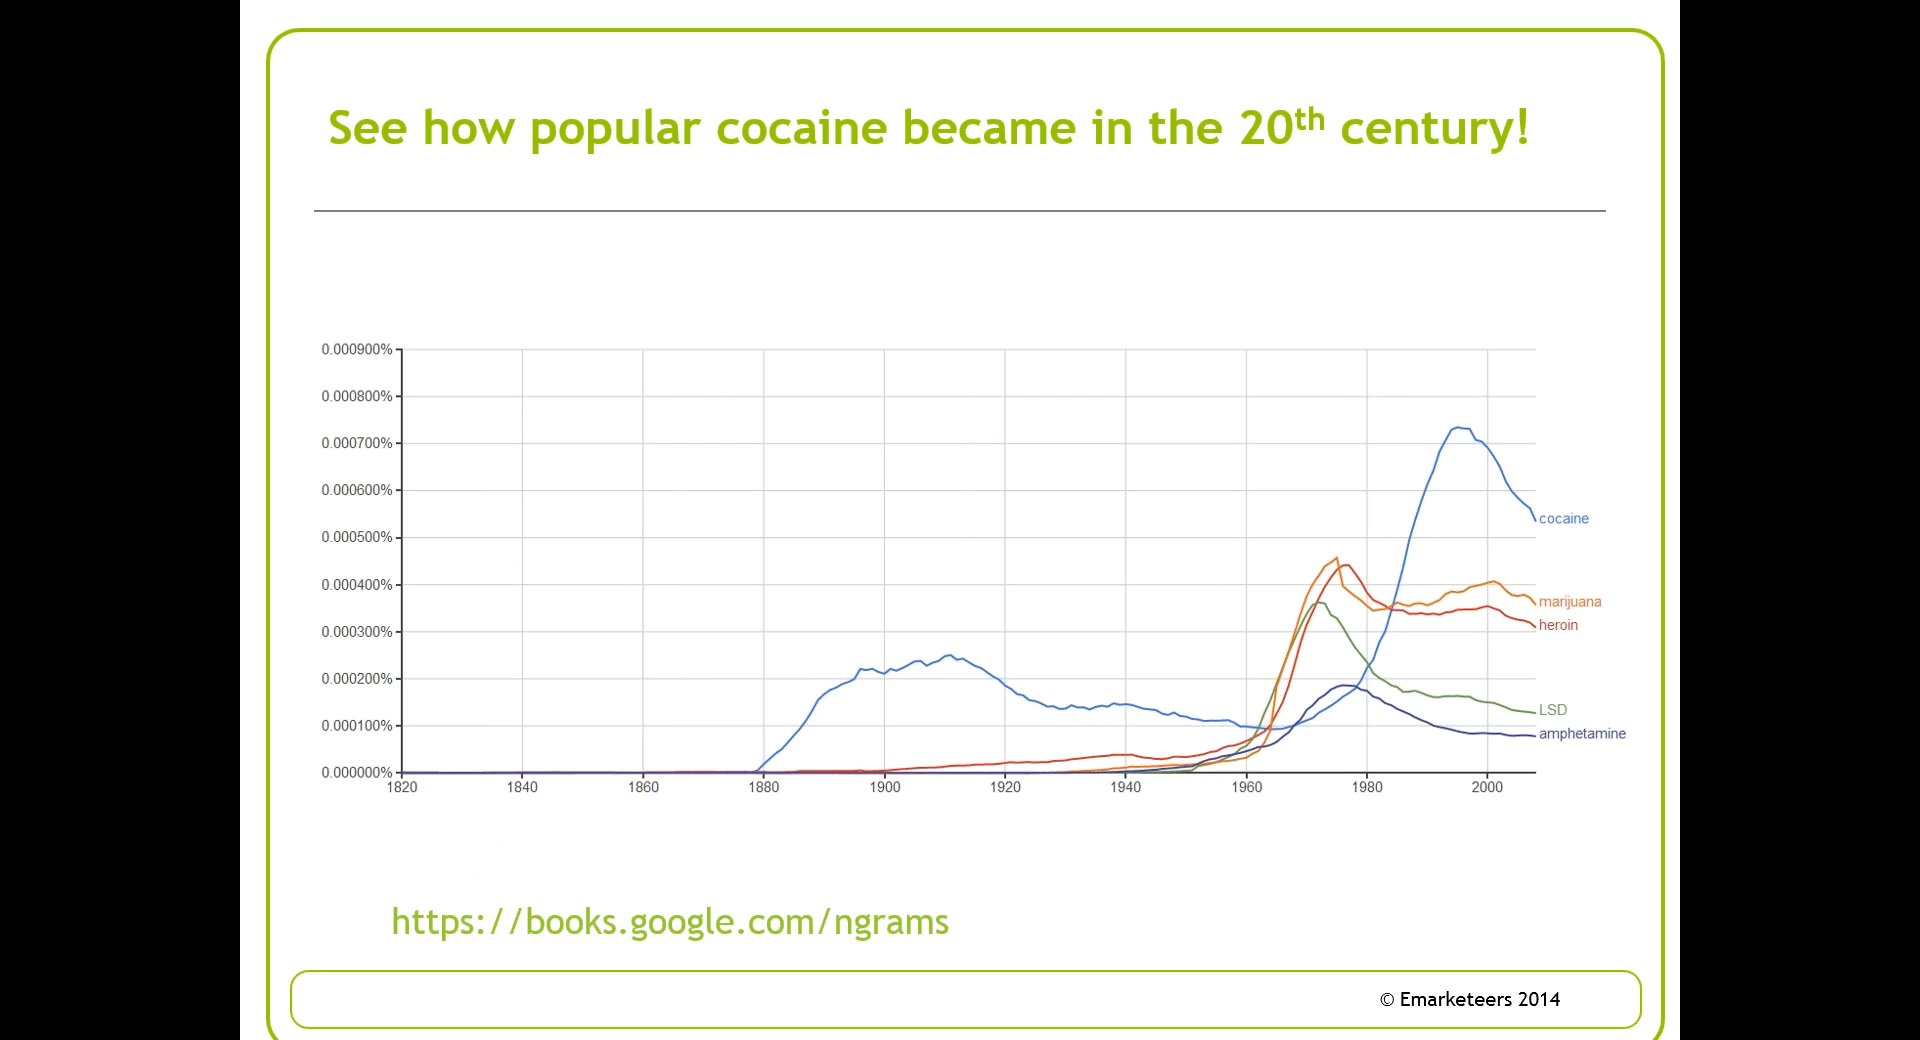 See how popular cocaine became in the 20th century!
0.000900%
0.000800%
0.000700%
0.000600%
0.000500%
0.000400%
0.000300%
0.000200%
0.000100%
0.000000%
cocaine
marijuana
heroin
LSD
amphetamine
1820 1840 1860 1880 1900 1920 1940 1960 1980 2000
https://books.google.com/ngrams
© Emarketeers 2014